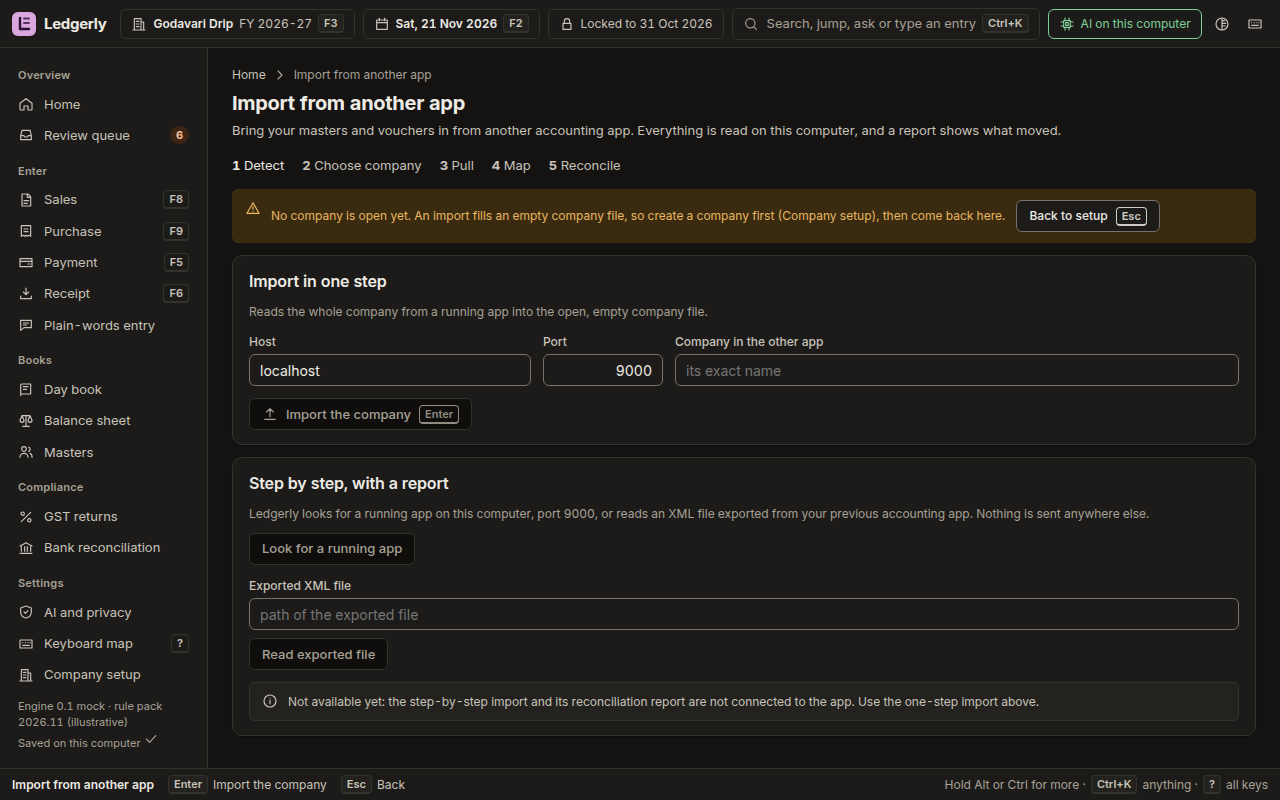 Ledgerly
Godavari Drip FY 2026-27 F3
Sat, 21 Nov 2026 F2
Locked to 31 Oct 2026
Search, jump, ask or type an entry Ctrl+K
AI on this computer
Overview
Home
Review queue 6
Enter
Sales F8
Purchase F9
Payment F5
Receipt F6
Plain-words entry
Books
Day book
Balance sheet
Masters
Compliance
GST returns
Bank reconciliation
Settings
AI and privacy
Keyboard map ?
Company setup
Engine 0.1 mock · rule pack
2026.11 (illustrative)
Saved on this computer
Home > Import from another app
Import from another app
Bring your masters and vouchers in from another accounting app. Everything is read on this computer, and a report shows what moved.
1 Detect 2 Choose company 3 Pull 4 Map 5 Reconcile
No company is open yet. An import fills an empty company file, so create a company first (Company setup), then come back here. Back to setup Esc
Import in one step
Reads the whole company from a running app into the open, empty company file.
Host Port Company in the other app
localhost 9000 its exact name
Import the company Enter
Step by step, with a report
Ledgerly looks for a running app on this computer, port 9000, or reads an XML file exported from your previous accounting app. Nothing is sent anywhere else.
Look for a running app
Exported XML file
path of the exported file
Read exported file
Not available yet: the step-by-step import and its reconciliation report are not connected to the app. Use the one-step import above.
Import from another app Enter Import the company Esc Back
Hold Alt or Ctrl for more · Ctrl+K anything · ? all keys